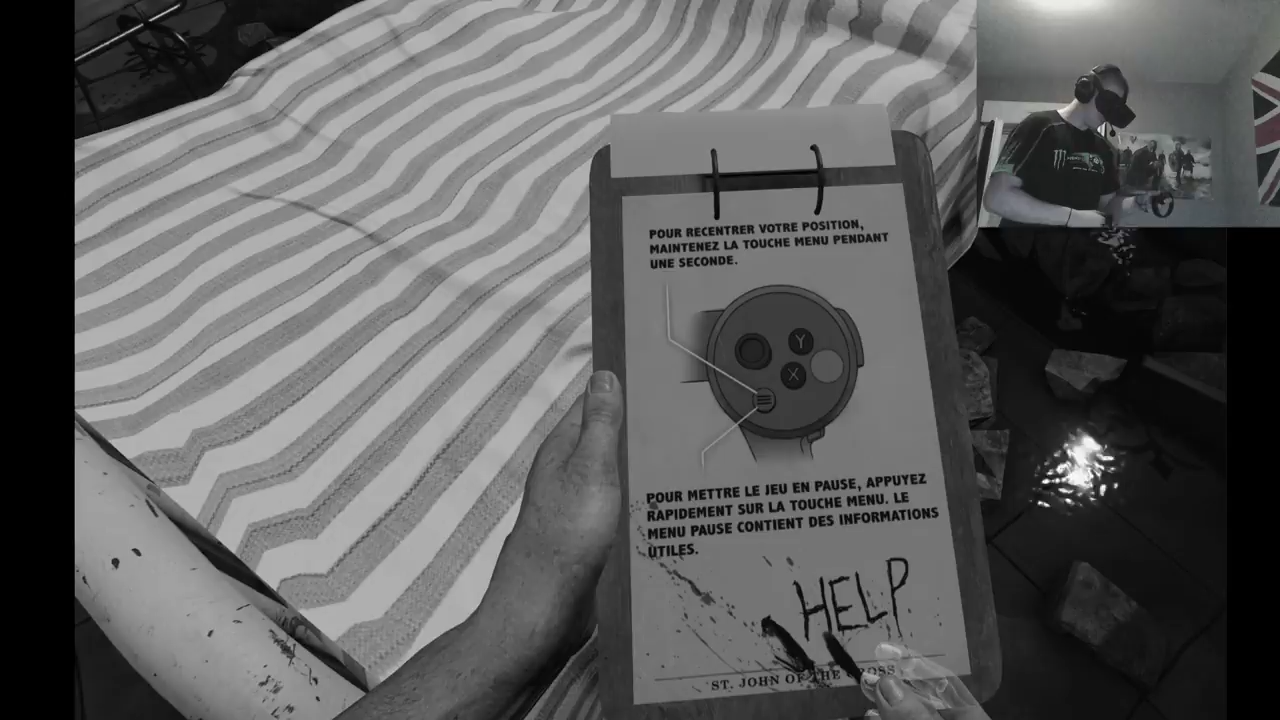 POUR RECENTRER VOTRE POSITION,
MAINTENEZ LA TOUCHE MENU PENDANT
UNE SECONDE.
Y
X
POUR METTRE LE JEU EN PAUSE, APPUYEZ
RAPIDEMENT SUR LA TOUCHE MENU. LE
MENU PAUSE CONTIENT DES INFORMATIONS
UTILES.
HELP
ST. JOHN OF THE CROSS